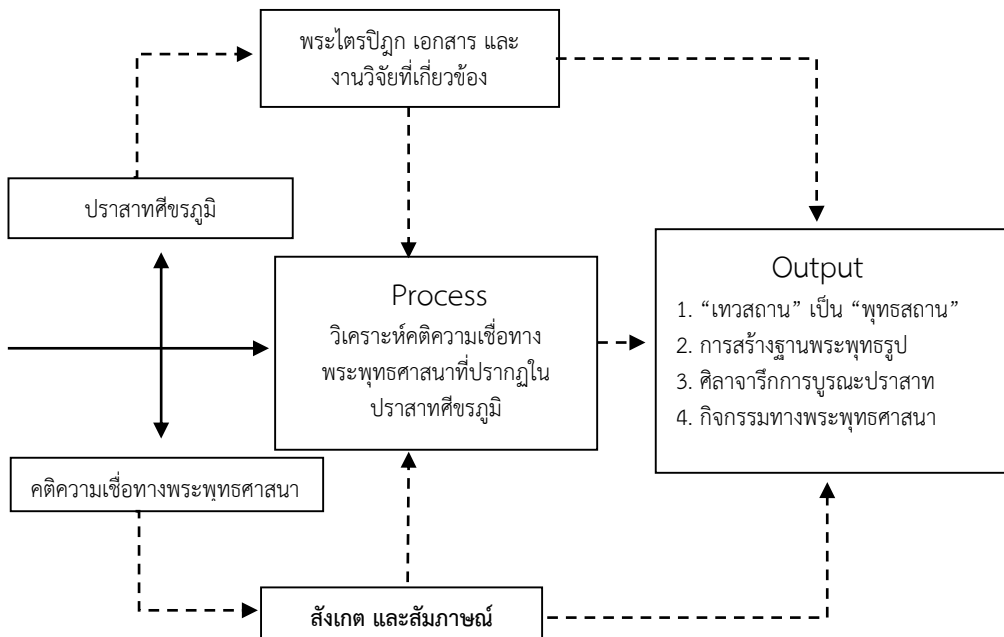 พระไตรปิฎก เอกสาร และ
งานวิจัยที่เกี่ยวข้อง
ปราสาทศีขรภูมิ
Process
วิเคราะห์คติความเชื่อทาง
พระพุทธศาสนาที่ปรากฏใน
ปราสาทศีขรภูมิ
Output
1. “เทวสถาน” เป็น “พุทธสถาน”
2. การสร้างฐานพระพุทธรูป
3. ศิลาจารึกการบูรณะปราสาท
4. กิจกรรมทางพระพุทธศาสนา
คติความเชื่อทางพระพุทธศาสนา
สังเกต และสัมภาษณ์